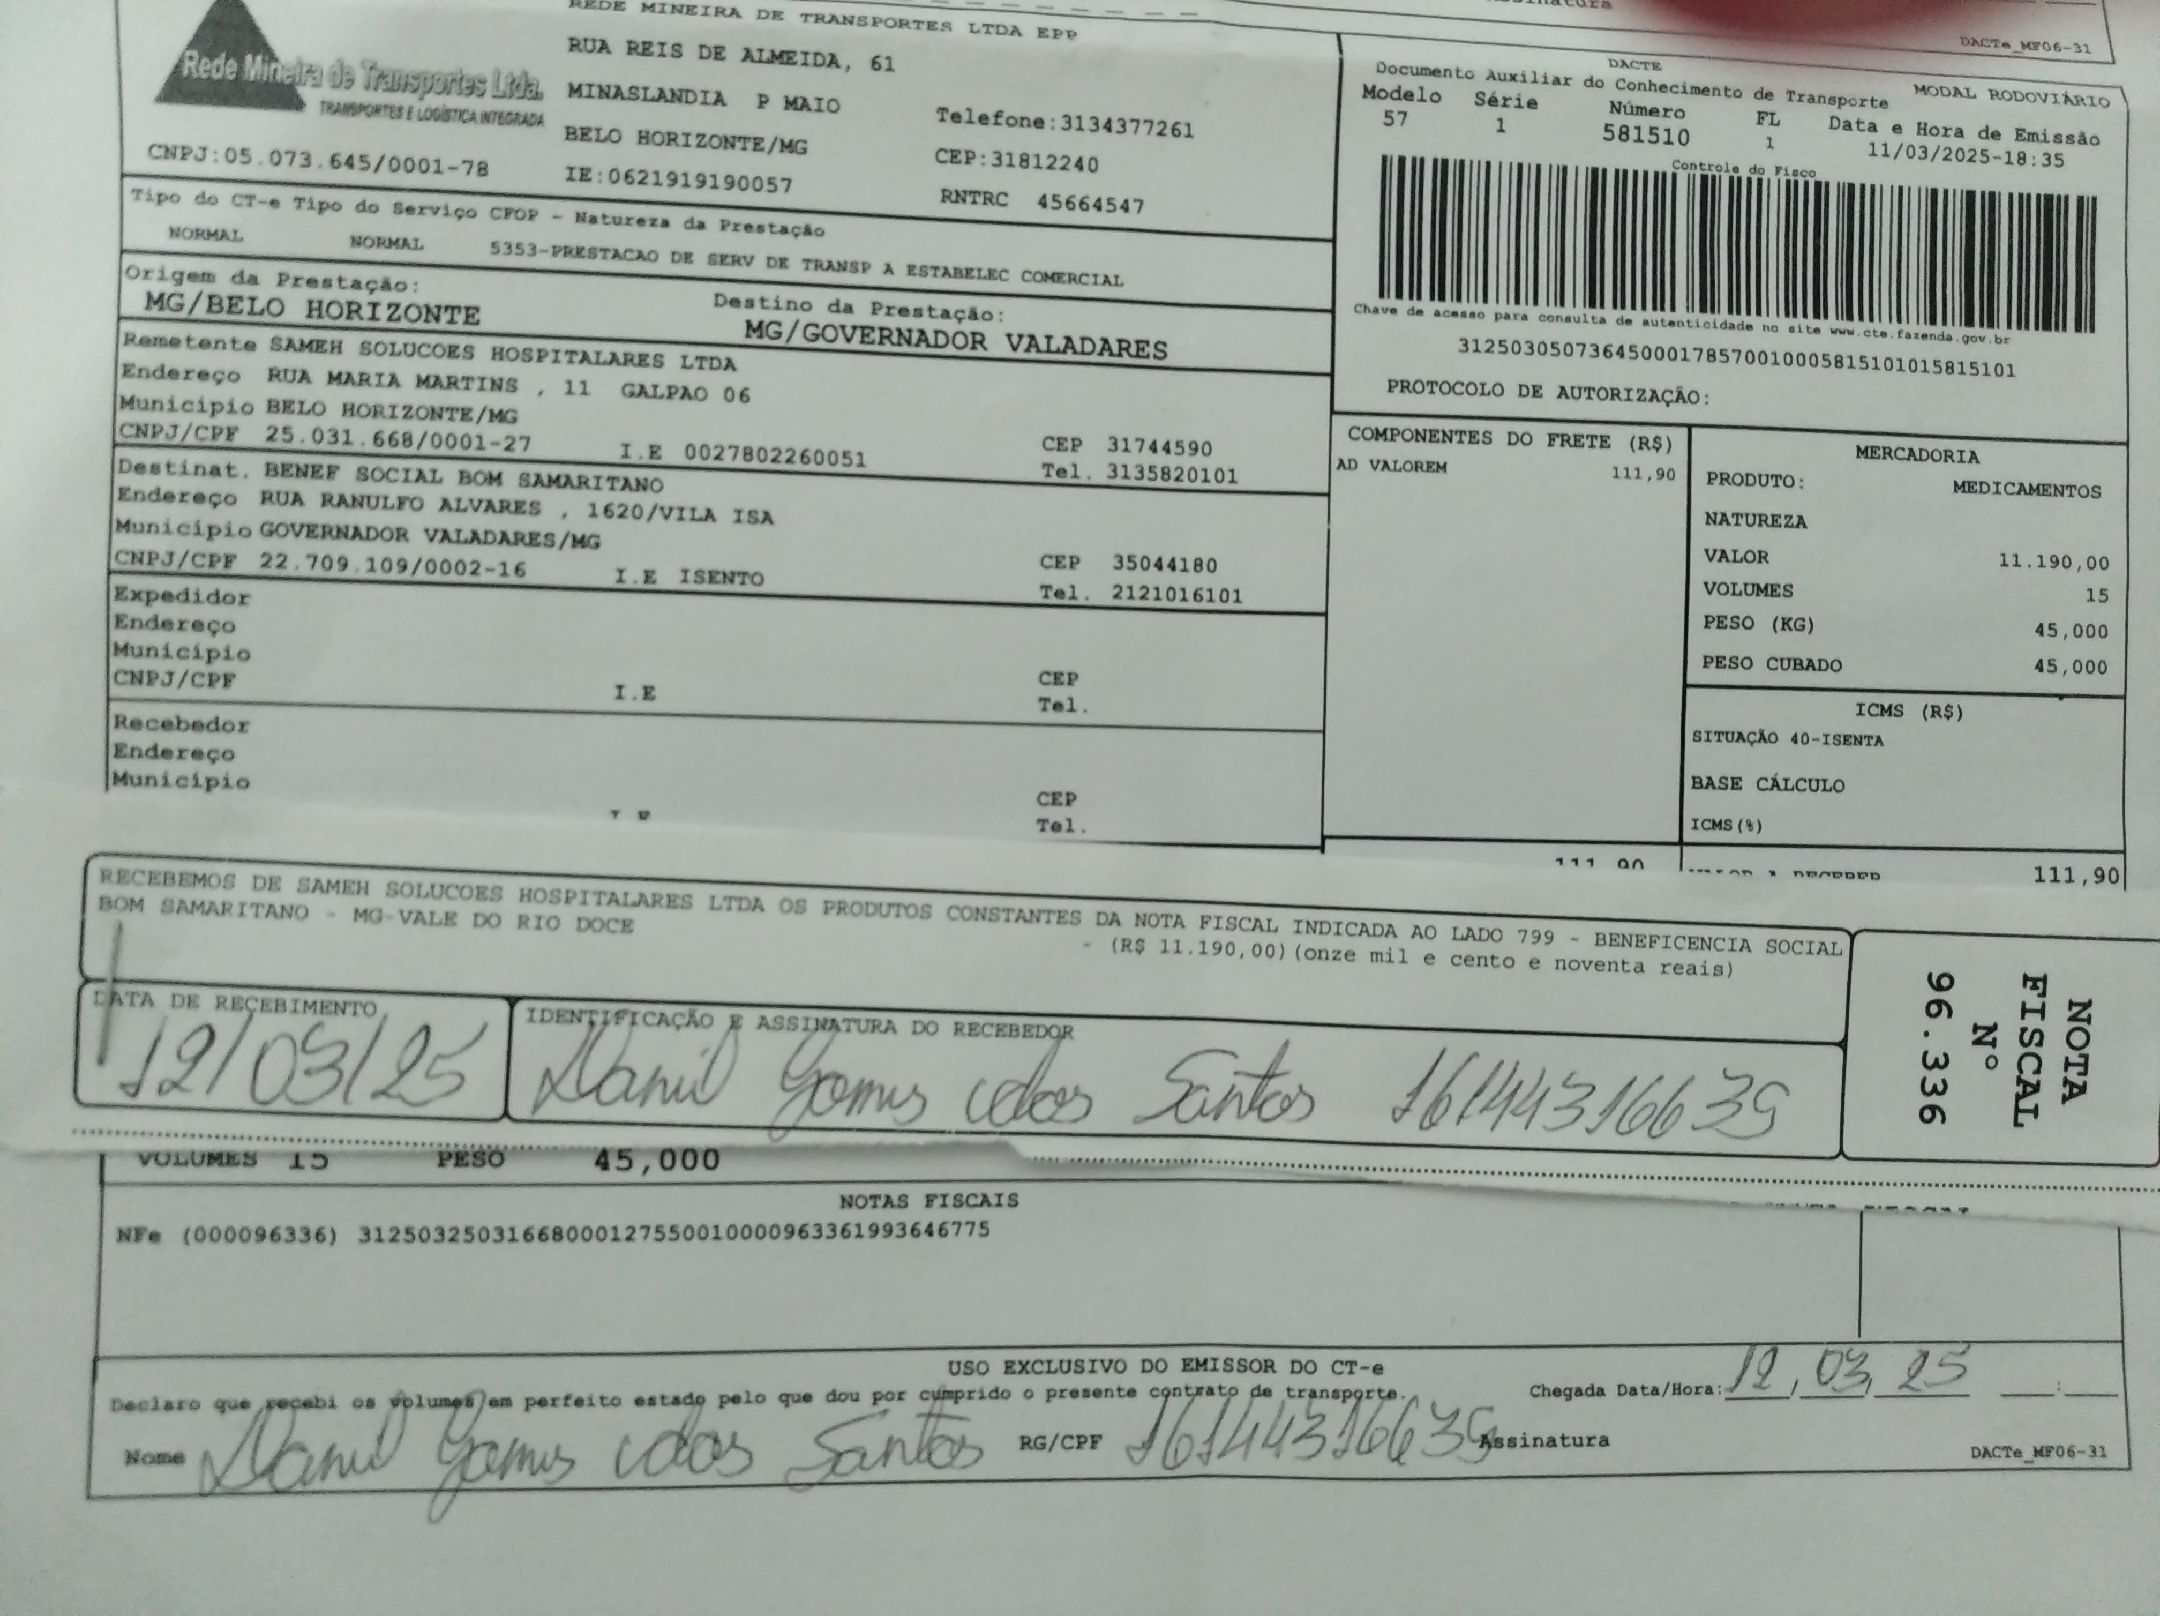 Assinatura
DACTe_MF06-31
REDE MINEIRA DE TRANSPORTES LTDA EPP
Rede Mineira de Transportes Ltda.
TRANSPORTES E LOGÍSTICA INTEGRADA
RUA REIS DE ALMEIDA, 61
MINASLANDIA P MAIO
Telefone:3134377261
BELO HORIZONTE/MG
CEP:31812240
CNPJ:05.073.645/0001-78
IE:0621919190057
RNTRC 45664547
DACTE
Documento Auxiliar do Conhecimento de Transporte
MODAL RODOVIÁRIO
Modelo Série Número FL Data e Hora de Emissão
57 1 581510 1 11/03/2025-18:35
Controle do Fisco
Chave de acesso para consulta de autenticidade no site www.cte.fazenda.gov.br
31250305073645000178570010005815101015815101
PROTOCOLO DE AUTORIZAÇÃO:
Tipo do CT-e Tipo do Serviço CFOP - Natureza da Prestação
NORMAL NORMAL 5353-PRESTACAO DE SERV DE TRANSP A ESTABELEC COMERCIAL
Origem da Prestação: Destino da Prestação:
MG/BELO HORIZONTE MG/GOVERNADOR VALADARES
Remetente SAMEH SOLUCOES HOSPITALARES LTDA
Endereço RUA MARIA MARTINS , 11 GALPAO 06
Município BELO HORIZONTE/MG CEP 31744590
CNPJ/CPF 25.031.668/0001-27 I.E 0027802260051 Tel. 3135820101
Destinat. BENEF SOCIAL BOM SAMARITANO
Endereço RUA RANULFO ALVARES , 1620/VILA ISA
Município GOVERNADOR VALADARES/MG CEP 35044180
CNPJ/CPF 22.709.109/0002-16 I.E ISENTO Tel. 2121016101
Expedidor
Endereço
Município CEP
CNPJ/CPF I.E Tel.
Recebedor
Endereço
Município CEP
Tel.
COMPONENTES DO FRETE (R$)
AD VALOREM 111,90
111,90
MERCADORIA
PRODUTO: MEDICAMENTOS
NATUREZA
VALOR 11.190,00
VOLUMES 15
PESO (KG) 45,000
PESO CUBADO 45,000
ICMS (R$)
SITUAÇÃO 40-ISENTA
BASE CÁLCULO
ICMS(%)
111,90
RECEBEMOS DE SAMEH SOLUCOES HOSPITALARES LTDA OS PRODUTOS CONSTANTES DA NOTA FISCAL INDICADA AO LADO 799 - BENEFICENCIA SOCIAL
BOM SAMARITANO - MG-VALE DO RIO DOCE - (R$ 11.190,00)(onze mil e cento e noventa reais)
DATA DE RECEBIMENTO
12/03/25
IDENTIFICAÇÃO E ASSINATURA DO RECEBEDOR
Gomes dos Santos 16144316639
NOTA
FISCAL
Nº
96.336
VOLUMES 15 PESO 45,000
NOTAS FISCAIS
NFe (000096336) 31250325031668000127550010000963361993646775
USO EXCLUSIVO DO EMISSOR DO CT-e
Declaro que recebi os volumes em perfeito estado pelo que dou por cumprido o presente contrato de transporte.
Chegada Data/Hora: 12,03,25 __:__
Nome Gomes dos Santos RG/CPF 16144316639 Assinatura
DACTe_MF06-31